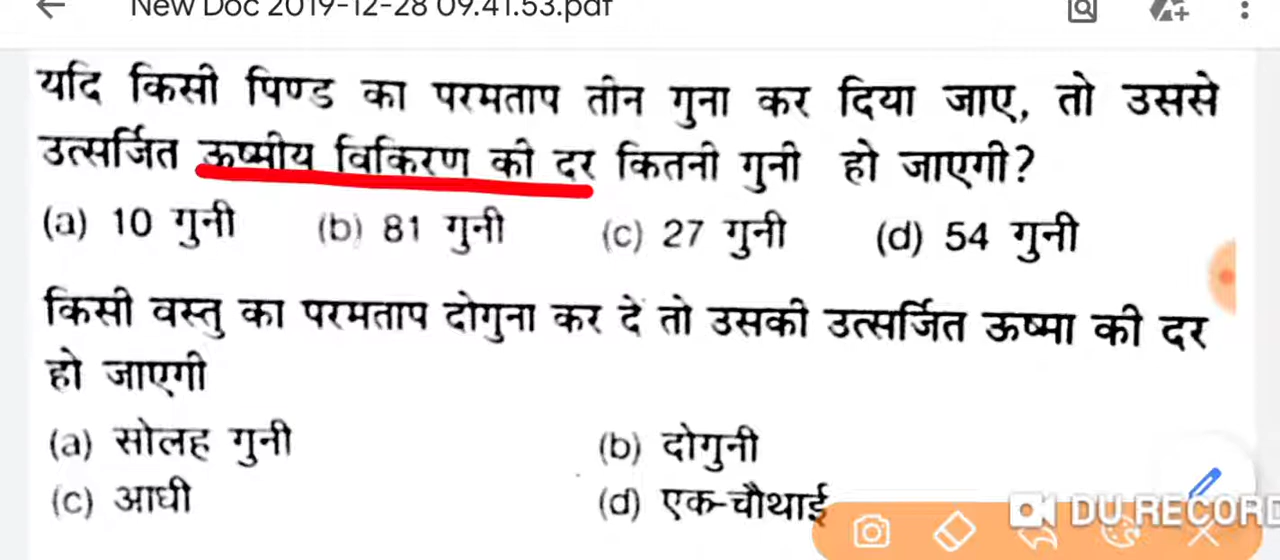 New Doc 2019-12-28 09.41.53.pdf
यदि किसी पिण्ड का परमताप तीन गुना कर दिया जाए, तो उससे
उत्सर्जित ऊष्मीय विकिरण की दर कितनी गुनी हो जाएगी?
(a) 10 गुनी (b) 81 गुनी (c) 27 गुनी (d) 54 गुनी
किसी वस्तु का परमताप दोगुना कर दें तो उसकी उत्सर्जित ऊष्मा की दर
हो जाएगी
(a) सोलह गुनी (b) दोगुनी
(c) आधी (d) एक-चौथाई
DU RECORD